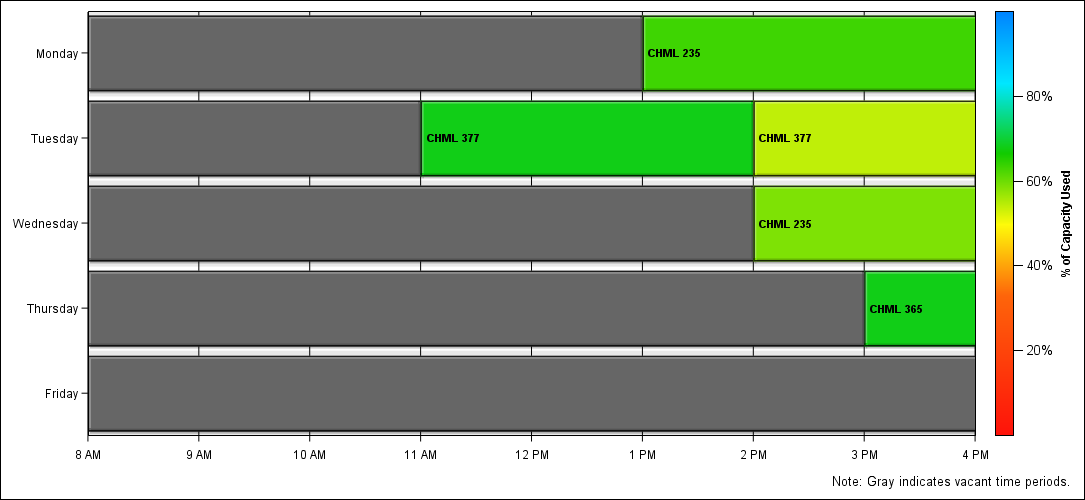 Monday
CHML 235
Tuesday
CHML 377
CHML 377
Wednesday
CHML 235
Thursday
CHML 365
Friday
8 AM
9 AM
10 AM
11 AM
12 PM
1 PM
2 PM
3 PM
4 PM
80%
60%
40%
20%
% of Capacity Used
Note: Gray indicates vacant time periods.